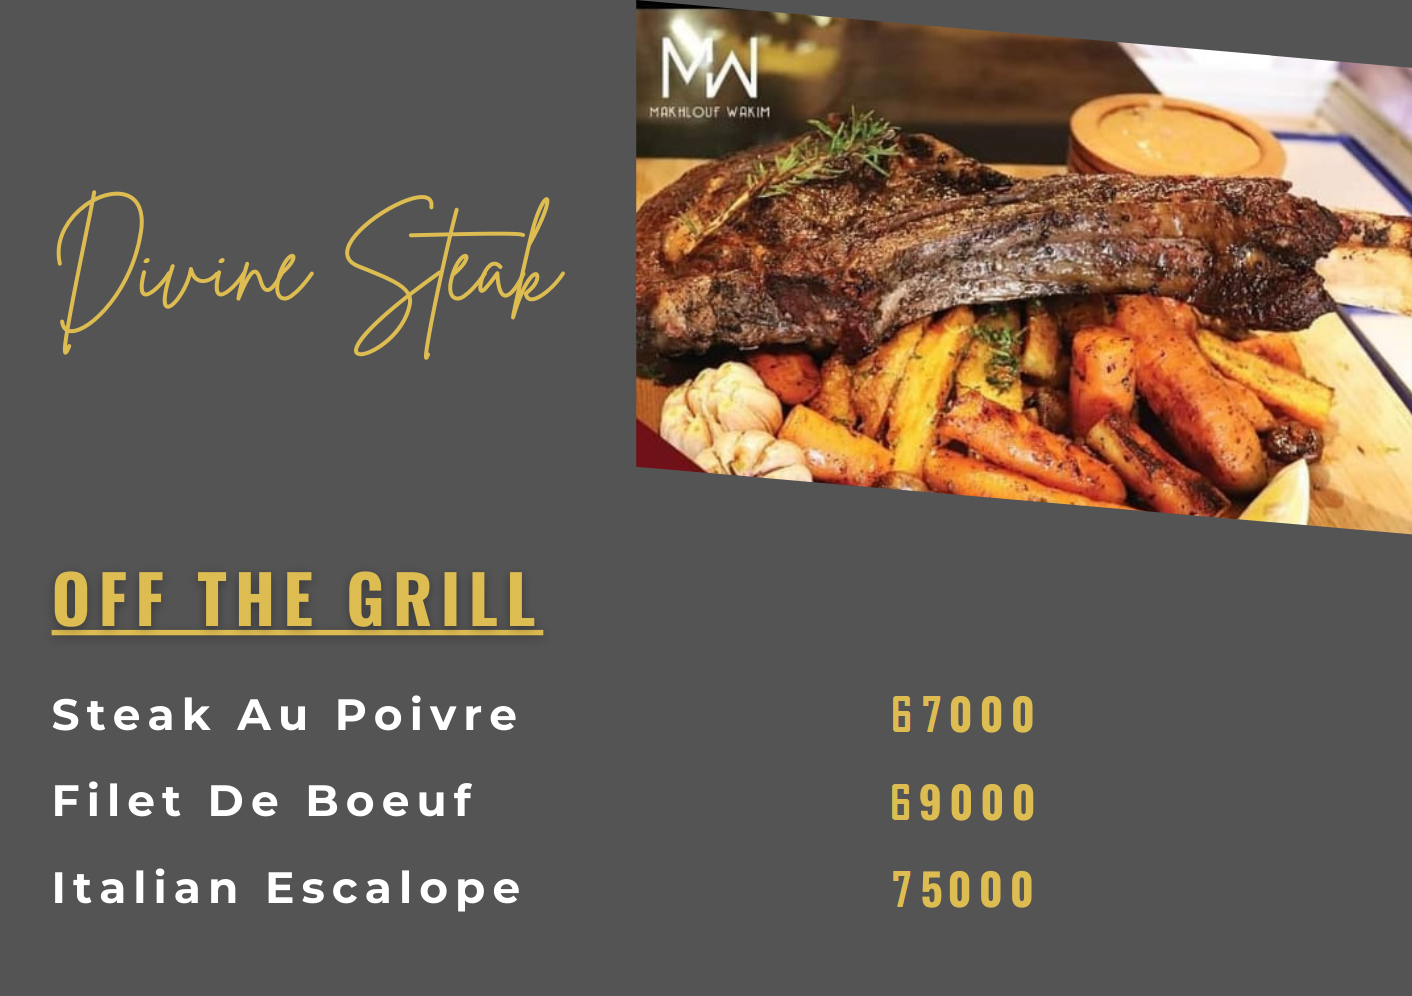 MW
MAKHLOUF WAKIM
Divine Steak
OFF THE GRILL
Steak Au Poivre 67000
Filet De Boeuf 69000
Italian Escalope 75000